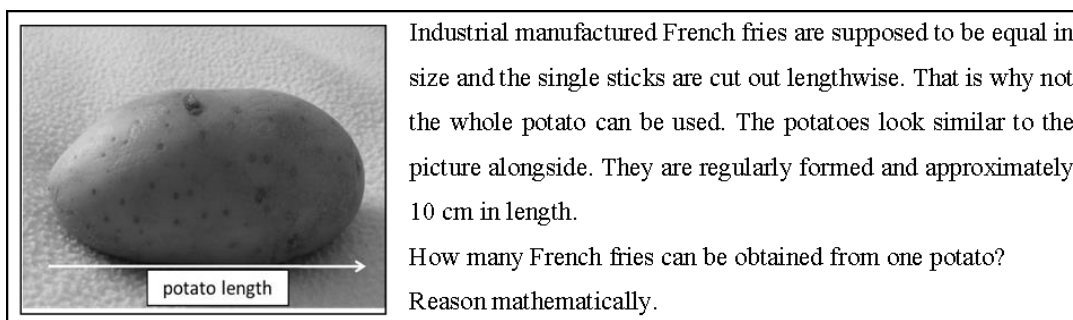 Industrial manufactured French fries are supposed to be equal in
size and the single sticks are cut out lengthwise. That is why not
the whole potato can be used. The potatoes look similar to the
picture alongside. They are regularly formed and approximately
10 cm in length.
How many French fries can be obtained from one potato?
Reason mathematically.
potato length